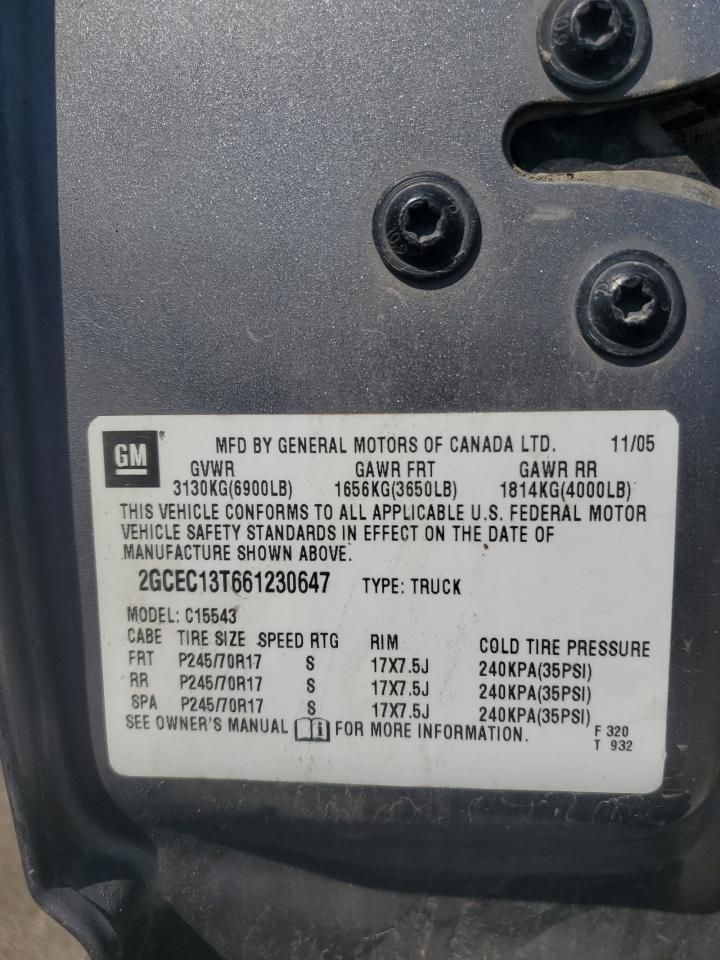 GM MFD BY GENERAL MOTORS OF CANADA LTD. 11/05
GVWR GAWR FRT GAWR RR
3130KG(6900LB) 1656KG(3650LB) 1814KG(4000LB)
THIS VEHICLE CONFORMS TO ALL APPLICABLE U.S. FEDERAL MOTOR
VEHICLE SAFETY STANDARDS IN EFFECT ON THE DATE OF
MANUFACTURE SHOWN ABOVE.
2GCEC13T661230647 TYPE: TRUCK
MODEL: C15543
CABE TIRE SIZE SPEED RTG RIM COLD TIRE PRESSURE
FRT P245/70R17 S 17X7.5J 240KPA(35PSI)
RR P245/70R17 S 17X7.5J 240KPA(35PSI)
SPA P245/70R17 S 17X7.5J 240KPA(35PSI)
SEE OWNER'S MANUAL FOR MORE INFORMATION.
F 320
T 932